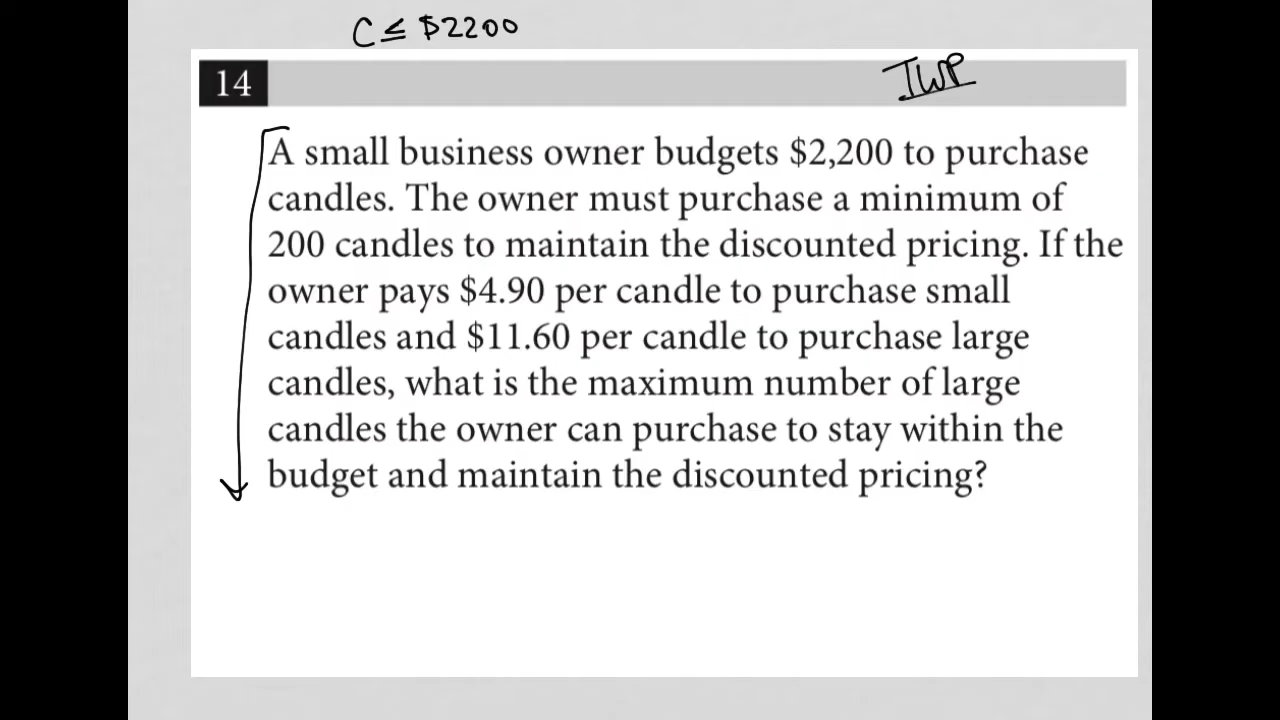 C ≤ $2200
14
IWP
A small business owner budgets $2,200 to purchase
candles. The owner must purchase a minimum of
200 candles to maintain the discounted pricing. If the
owner pays $4.90 per candle to purchase small
candles and $11.60 per candle to purchase large
candles, what is the maximum number of large
candles the owner can purchase to stay within the
budget and maintain the discounted pricing?